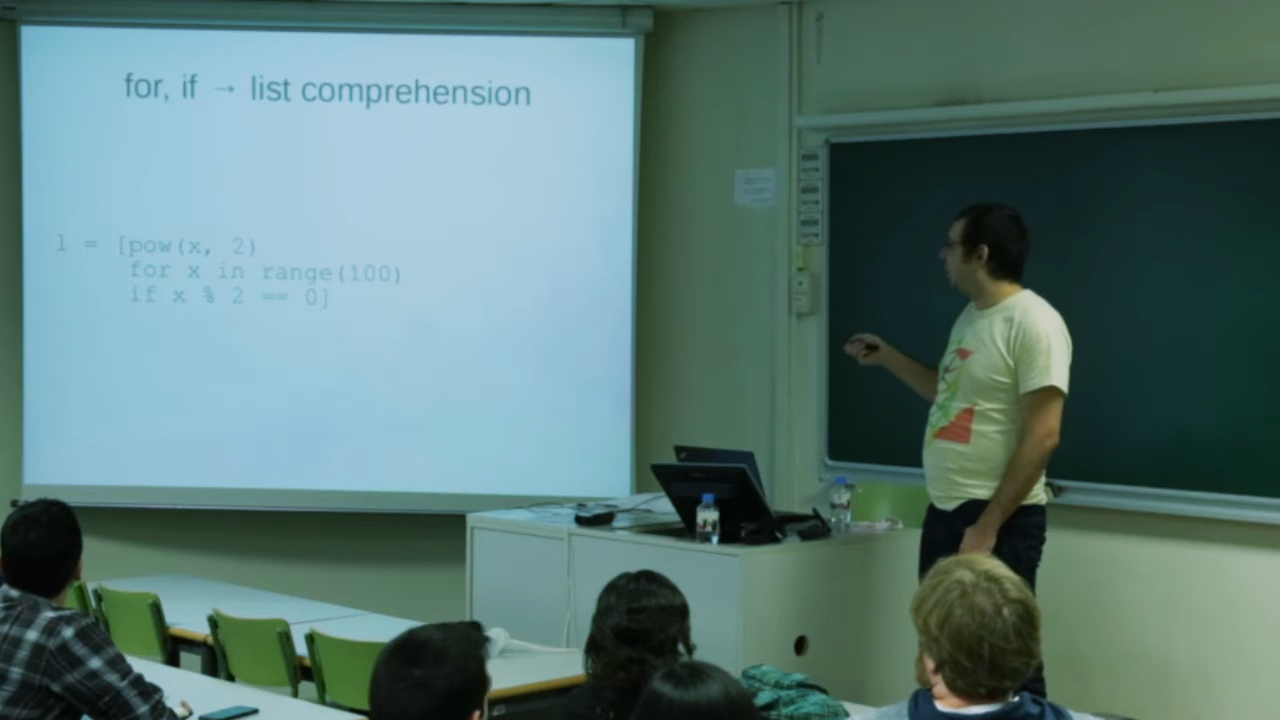 for, if → list comprehension
l = [pow(x, 2)
for x in range(100)
if x % 2 == 0]